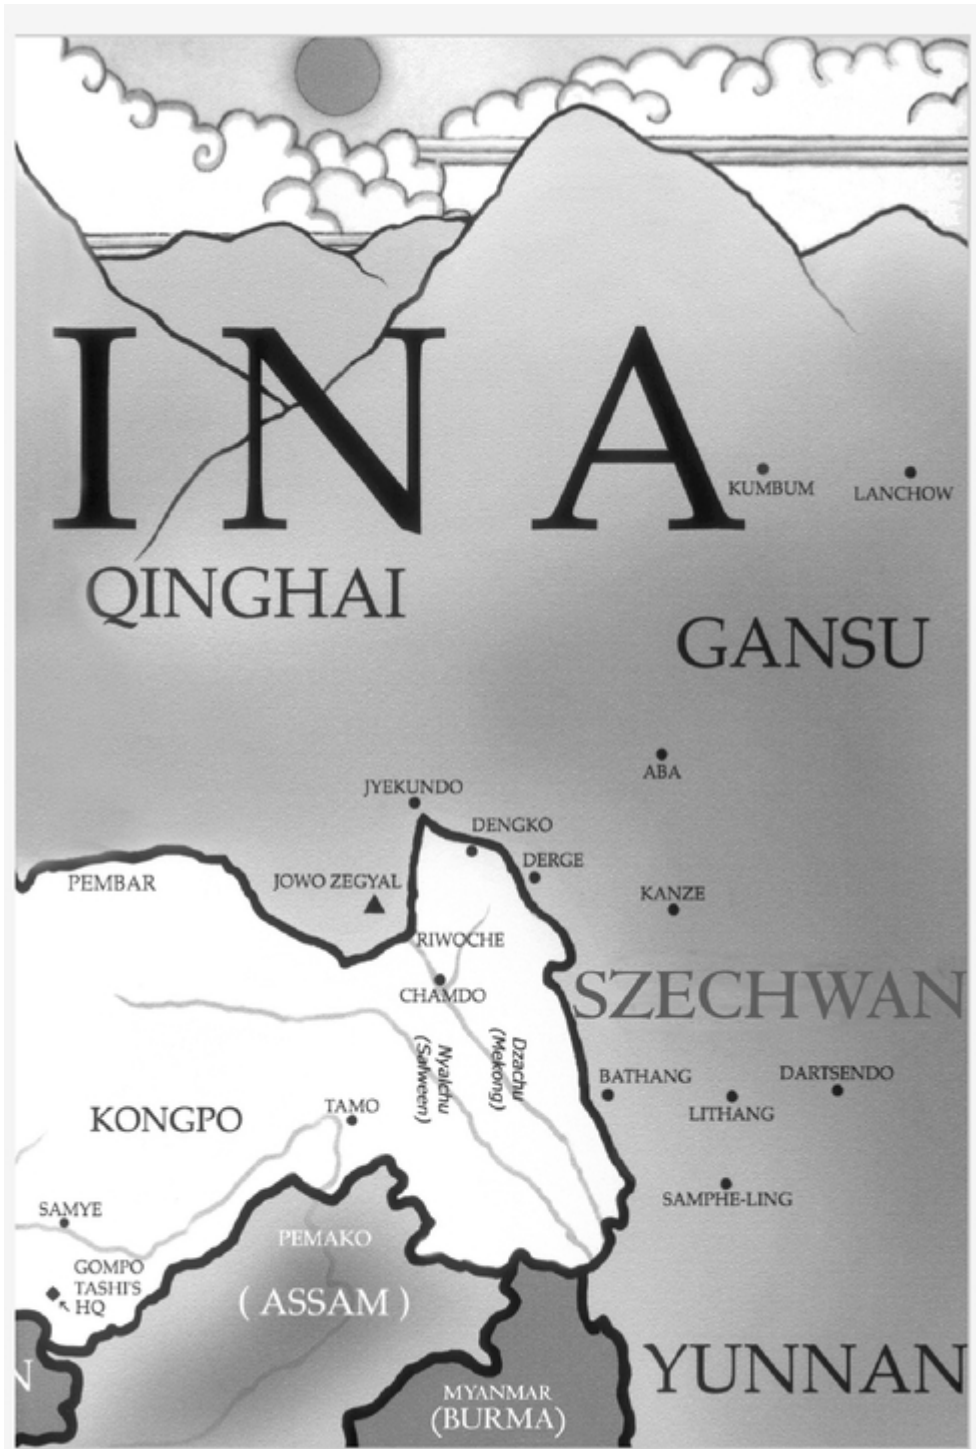 INA
KUMBUM
LANCHOW
QINGHAI
GANSU
ABA
JYEKUNDO
DENGKO
DERGE
PEMBAR
JOWO ZEGYAL
KANZE
RIWOCHE
SZECHWAN
CHAMDO
Nyalchu
(Salween)
Dzachu
(Mekong)
BATHANG
DARTSENDO
LITHANG
KONGPO
TAMO
SAMPHE-LING
SAMYE
PEMAKO
GOMPO
TASHI'S
HQ
( ASSAM )
N
YUNNAN
MYANMAR
(BURMA)